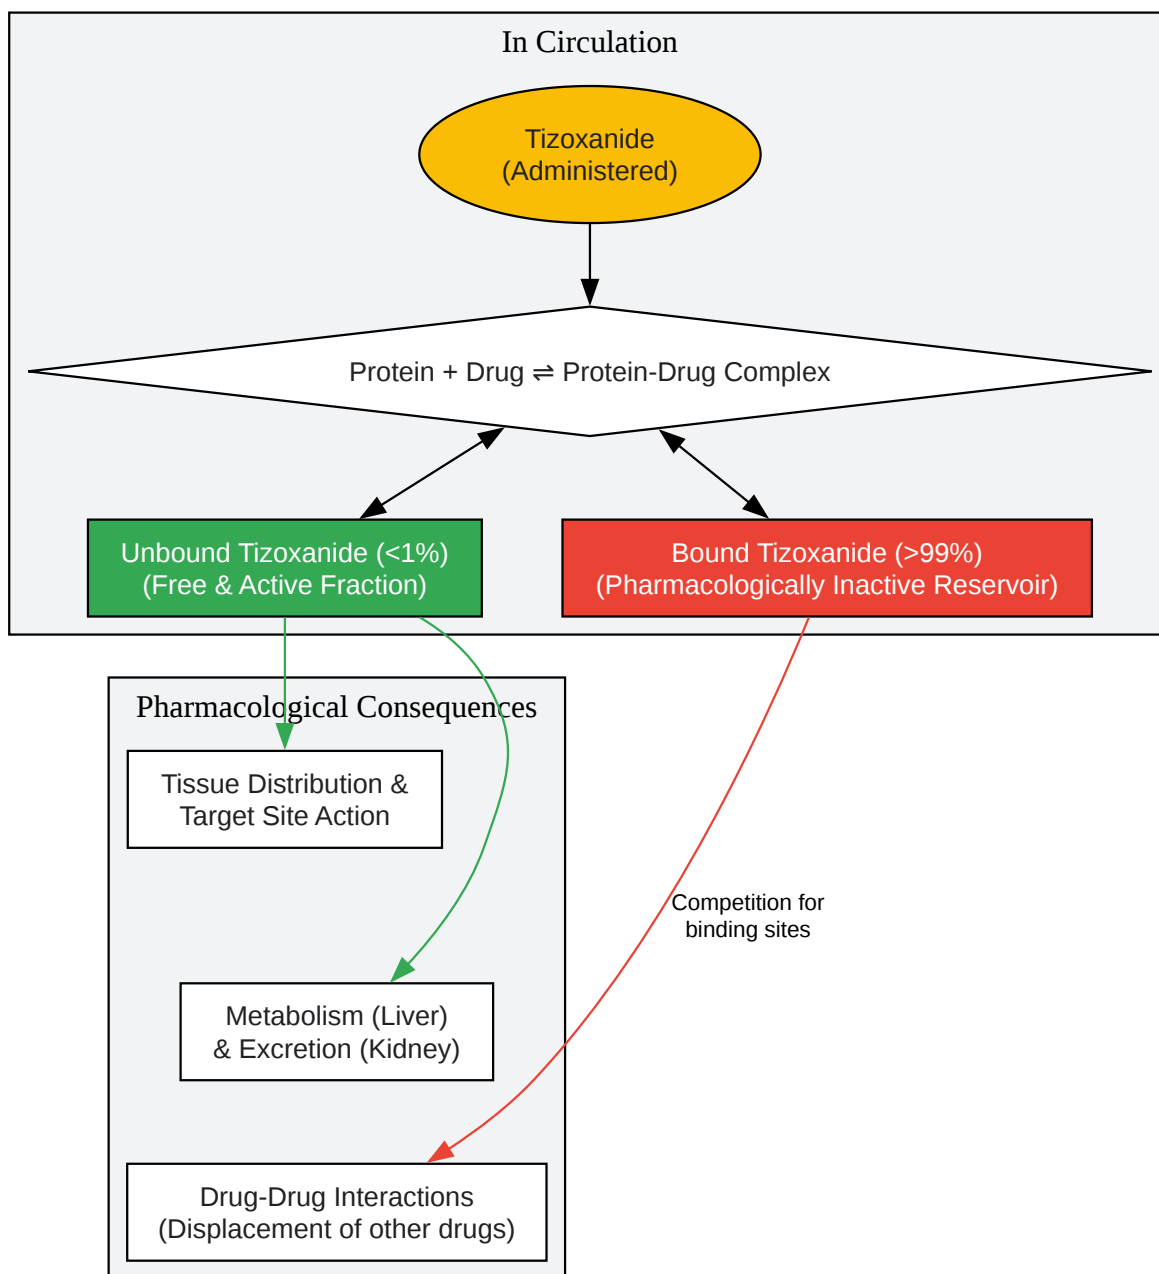 In Circulation
Tizoxanide
(Administered)
Protein + Drug ⇌ Protein-Drug Complex
Unbound Tizoxanide (<1%)
(Free & Active Fraction)
Bound Tizoxanide (>99%)
(Pharmacologically Inactive Reservoir)
Pharmacological Consequences
Tissue Distribution &
Target Site Action
Competition for
binding sites
Metabolism (Liver)
& Excretion (Kidney)
Drug-Drug Interactions
(Displacement of other drugs)